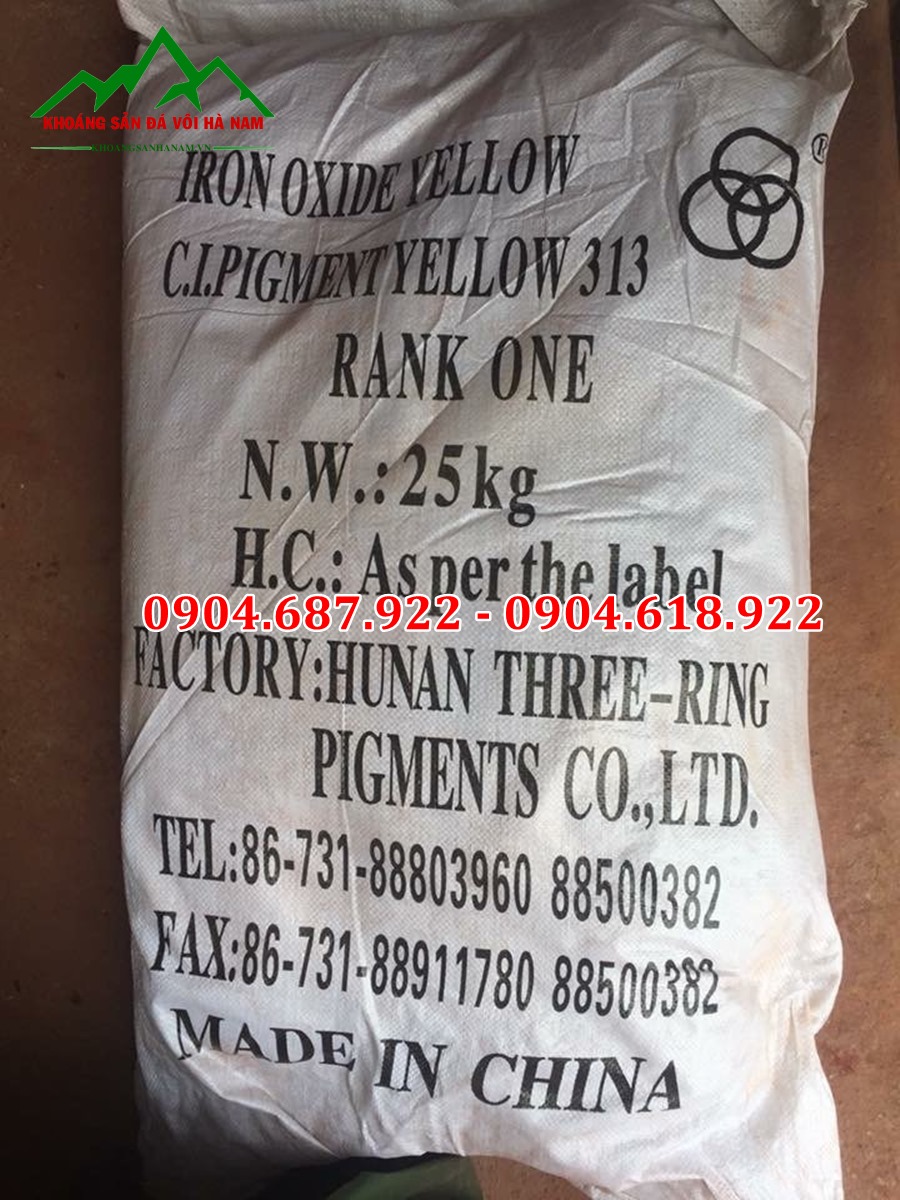 KHOÁNG SẢN ĐÁ VÔI HÀ NAM
KHOANGSANHANAM.VN
IRON OXIDE YELLOW
®
C.I.PIGMENT YELLOW 313
RANK ONE
N.W.:25kg
H.C.: As per the label
0904.687.922 - 0904.618.922
FACTORY:HUNAN THREE-RING
PIGMENTS CO.,LTD.
TEL:86-731-88803960 88500382
FAX:86-731-88911780 88500382
MADE IN CHINA